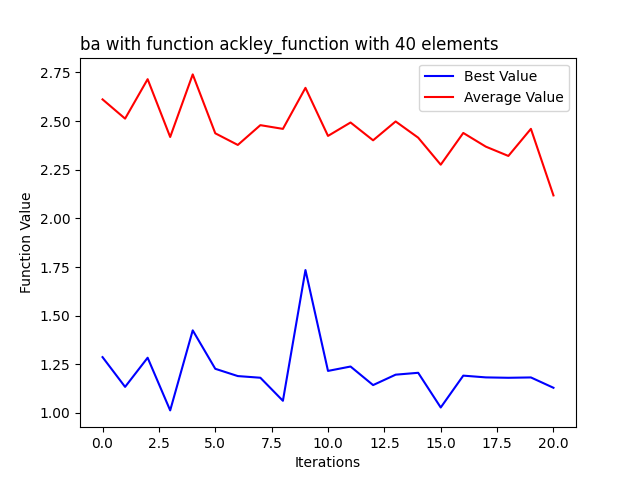 ba with function ackley_function with 40 elements
Best Value
Average Value
Function Value
2.75
2.50
2.25
2.00
1.75
1.50
1.25
1.00
0.0 2.5 5.0 7.5 10.0 12.5 15.0 17.5 20.0
Iterations